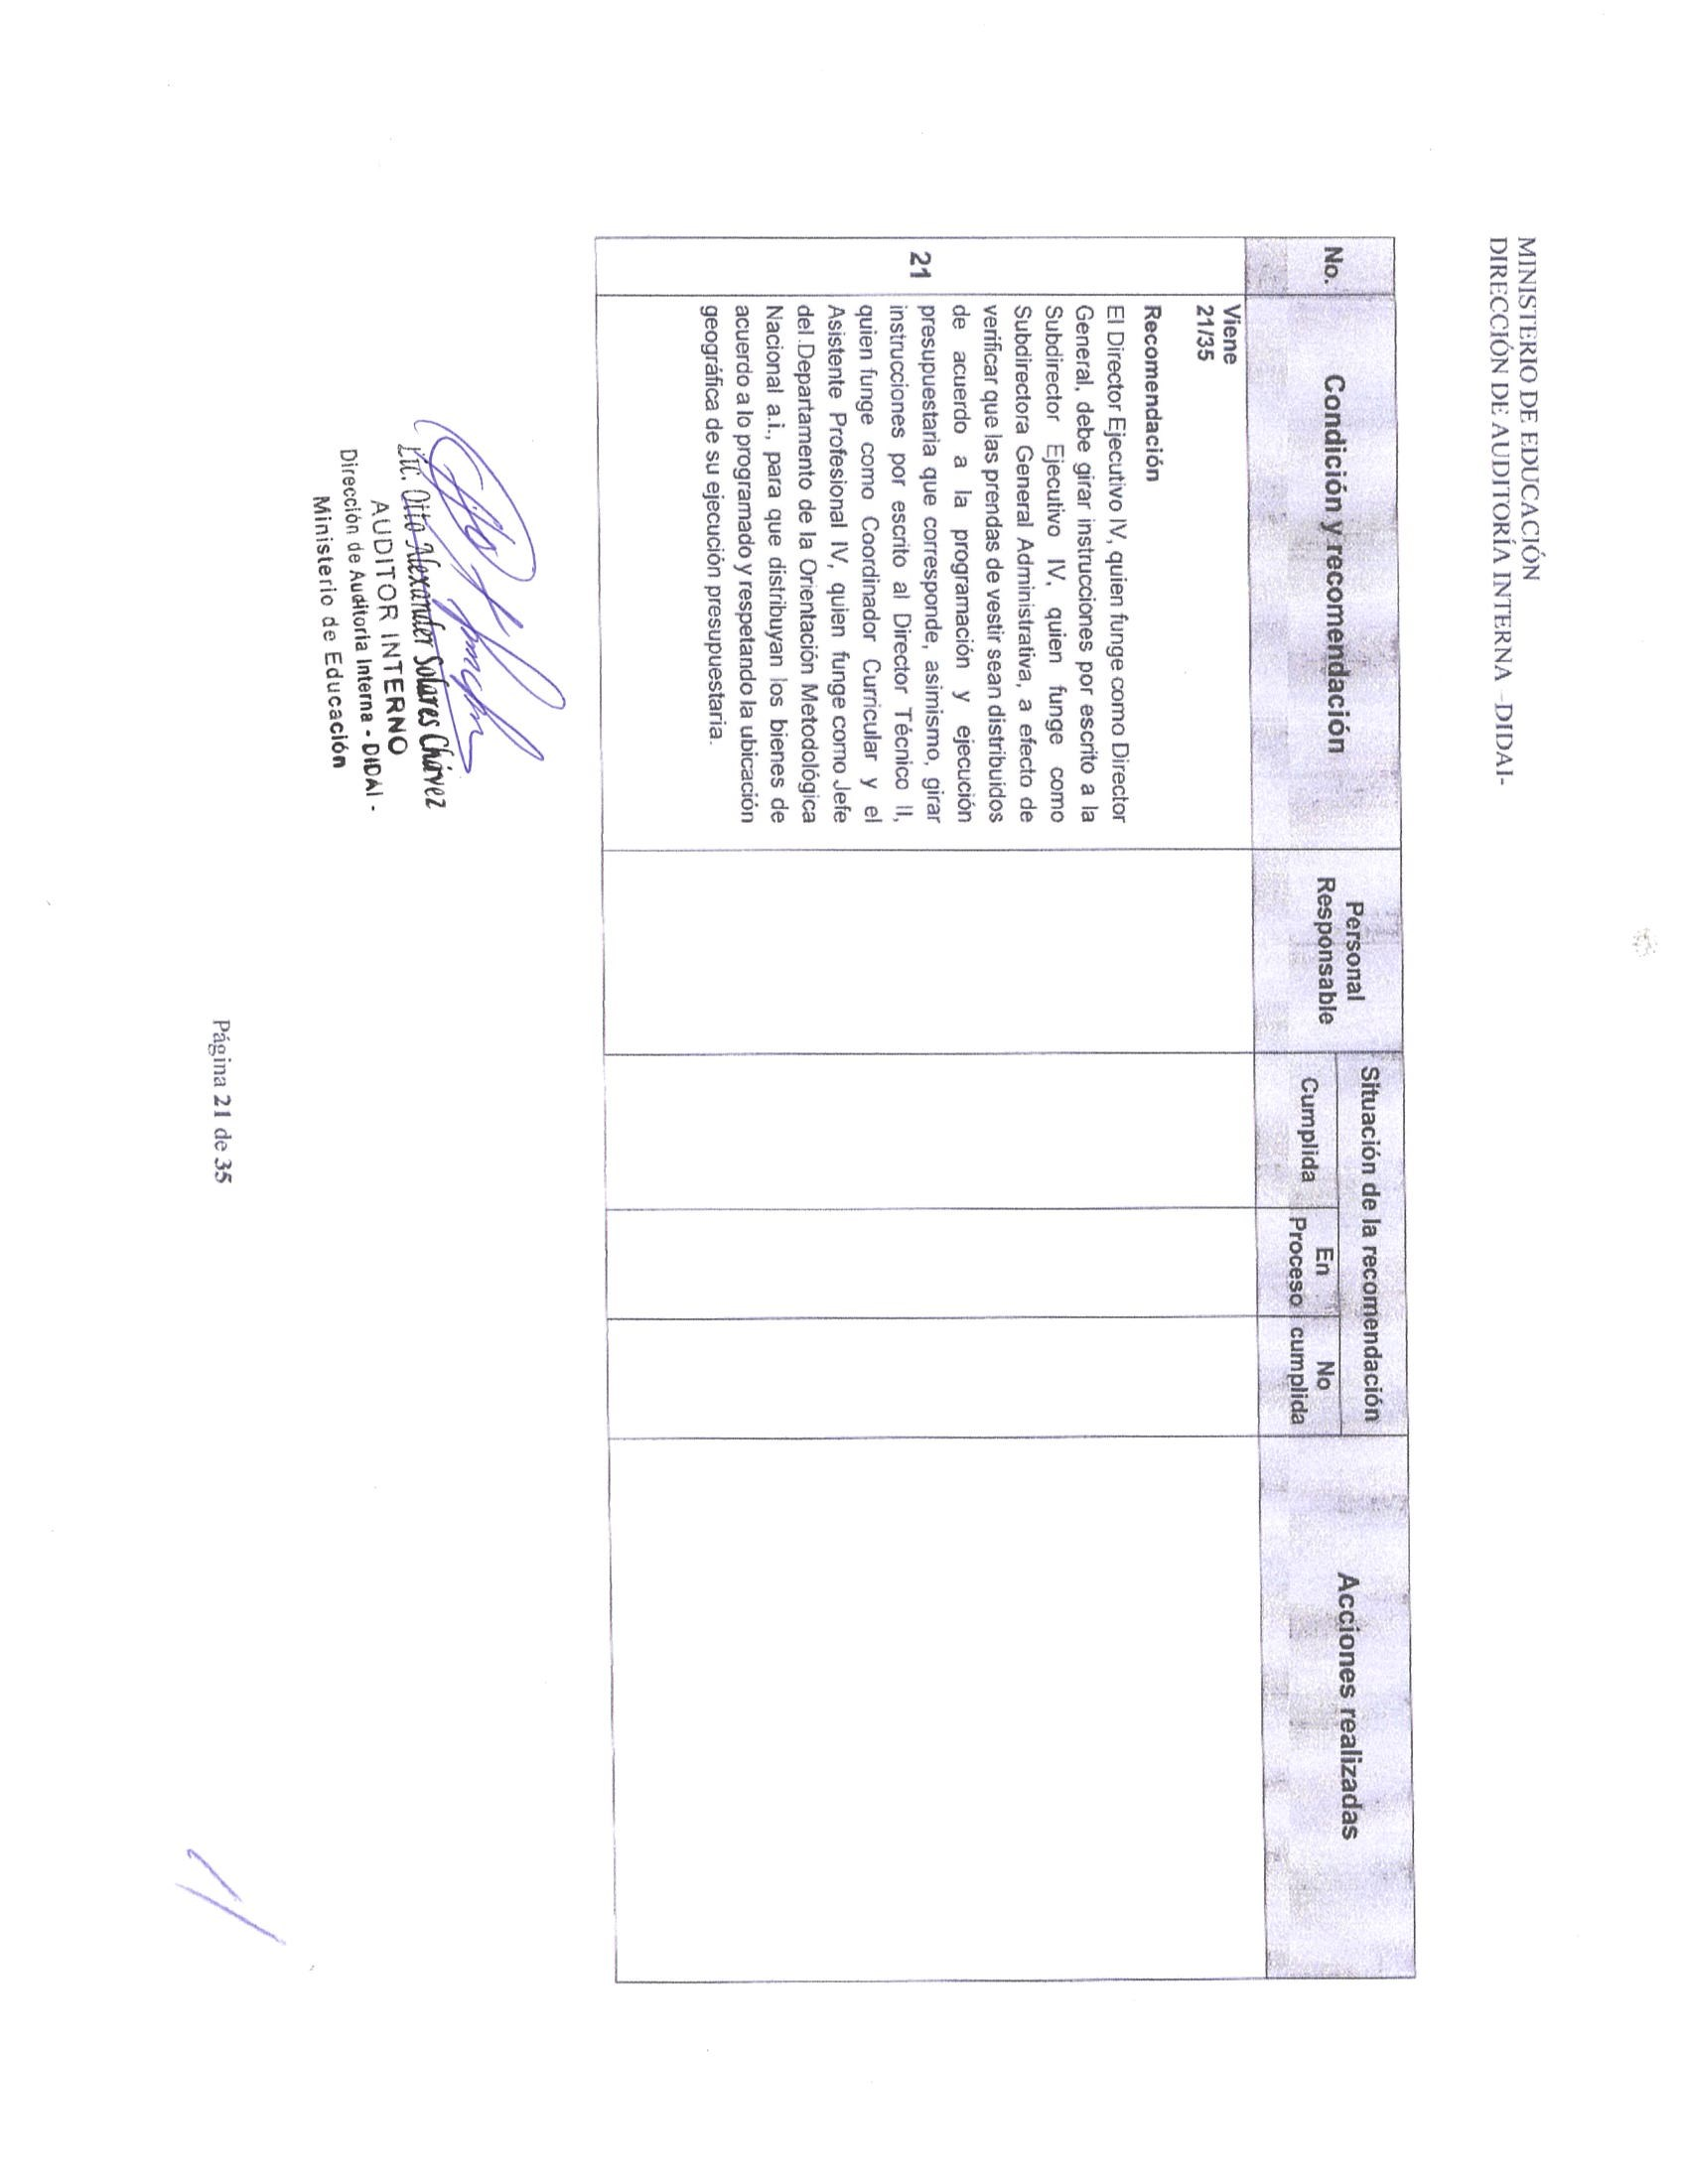 MINISTERIO DE EDUCACIÓN
DIRECCIÓN DE AUDITORÍA INTERNA –DIDAI-
No.
Condición y recomendación
Personal
Responsable
Situación de la recomendación
Cumplida
En
Proceso
No
cumplida
Acciones realizadas
Viene
21/35
21
Recomendación
El Director Ejecutivo IV, quien funge como Director
General, debe girar instrucciones por escrito a la
Subdirector Ejecutivo IV, quien funge como
Subdirectora General Administrativa, a efecto de
verificar que las prendas de vestir sean distribuidos
de acuerdo a la programación y ejecución
presupuestaria que corresponde, asimismo, girar
instrucciones por escrito al Director Técnico II,
quien funge como Coordinador Curricular y el
Asistente Profesional IV, quien funge como Jefe
del Departamento de la Orientación Metodológica
Nacional a.i., para que distribuyan los bienes de
acuerdo a lo programado y respetando la ubicación
geográfica de su ejecución presupuestaria.
Lic. Otto Alexander Solares Chávez
AUDITOR INTERNO
Dirección de Auditoría Interna - DIDAI -
Ministerio de Educación
Página 21 de 35